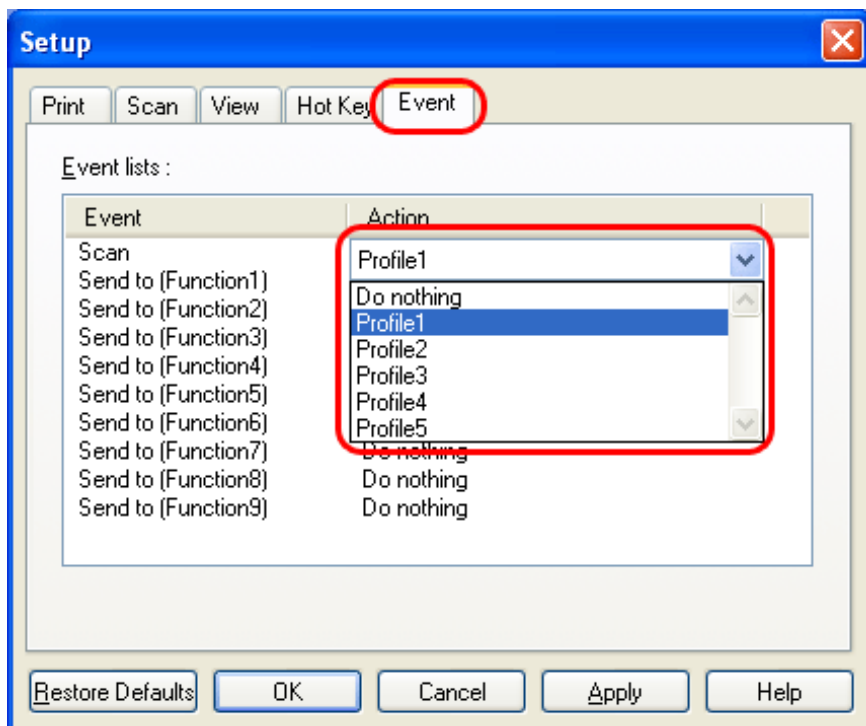 Setup
Print Scan View Hot Key Event
Event lists :
Event Action
Scan Profile1
Send to (Function1) Do nothing
Send to (Function2) Profile1
Send to (Function3) Profile2
Send to (Function4) Profile3
Send to (Function5) Profile4
Send to (Function6) Profile5
Send to (Function7) Do nothing
Send to (Function8) Do nothing
Send to (Function9) Do nothing
Restore Defaults OK Cancel Apply Help